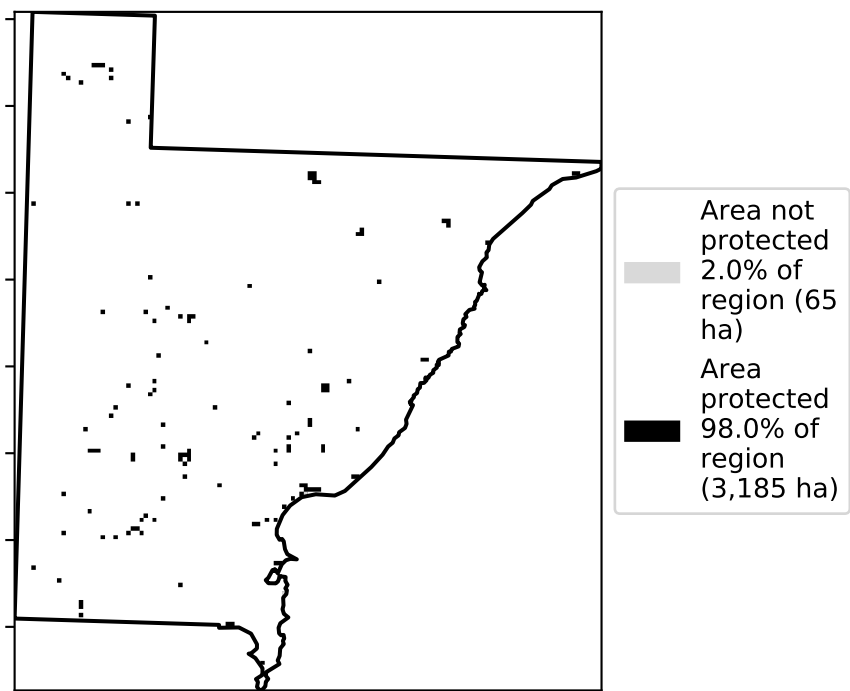 Area not
protected
2.0% of
region (65
ha)
Area
protected
98.0% of
region
(3,185 ha)